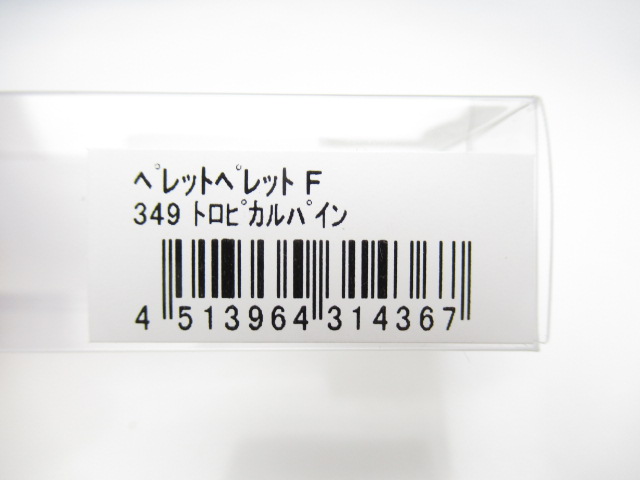 ﾍﾟﾚｯﾄﾍﾟﾚｯﾄ F
349 ﾄﾛﾋﾟｶﾙﾊﾟｲﾝ
4 513964 314367